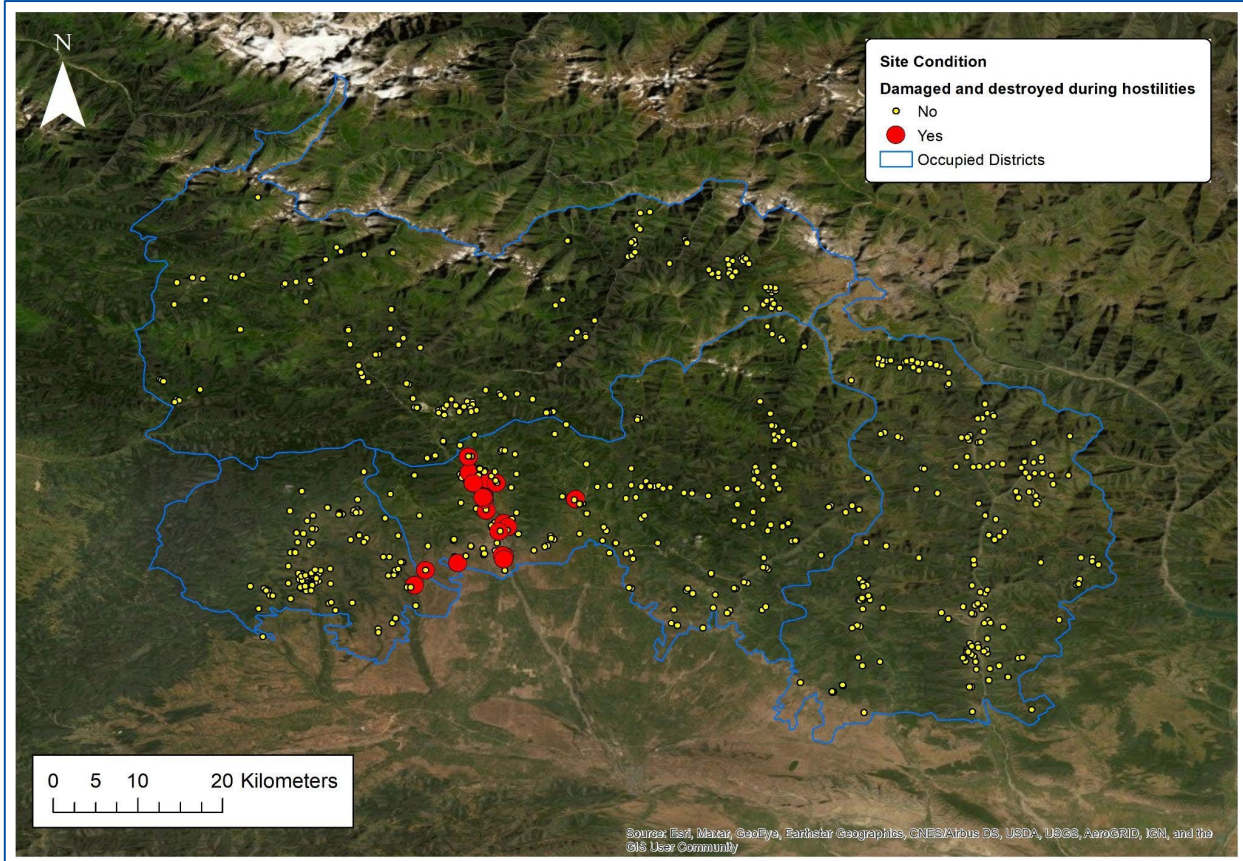 N
Site Condition
Damaged and destroyed during hostilities
No
Yes
Occupied Districts
0 5 10 20 Kilometers
Source: Esri, Maxar, GeoEye, Earthstar Geographics, CNES/Airbus DS, USDA, USGS, AeroGRID, IGN, and the
GIS User Community